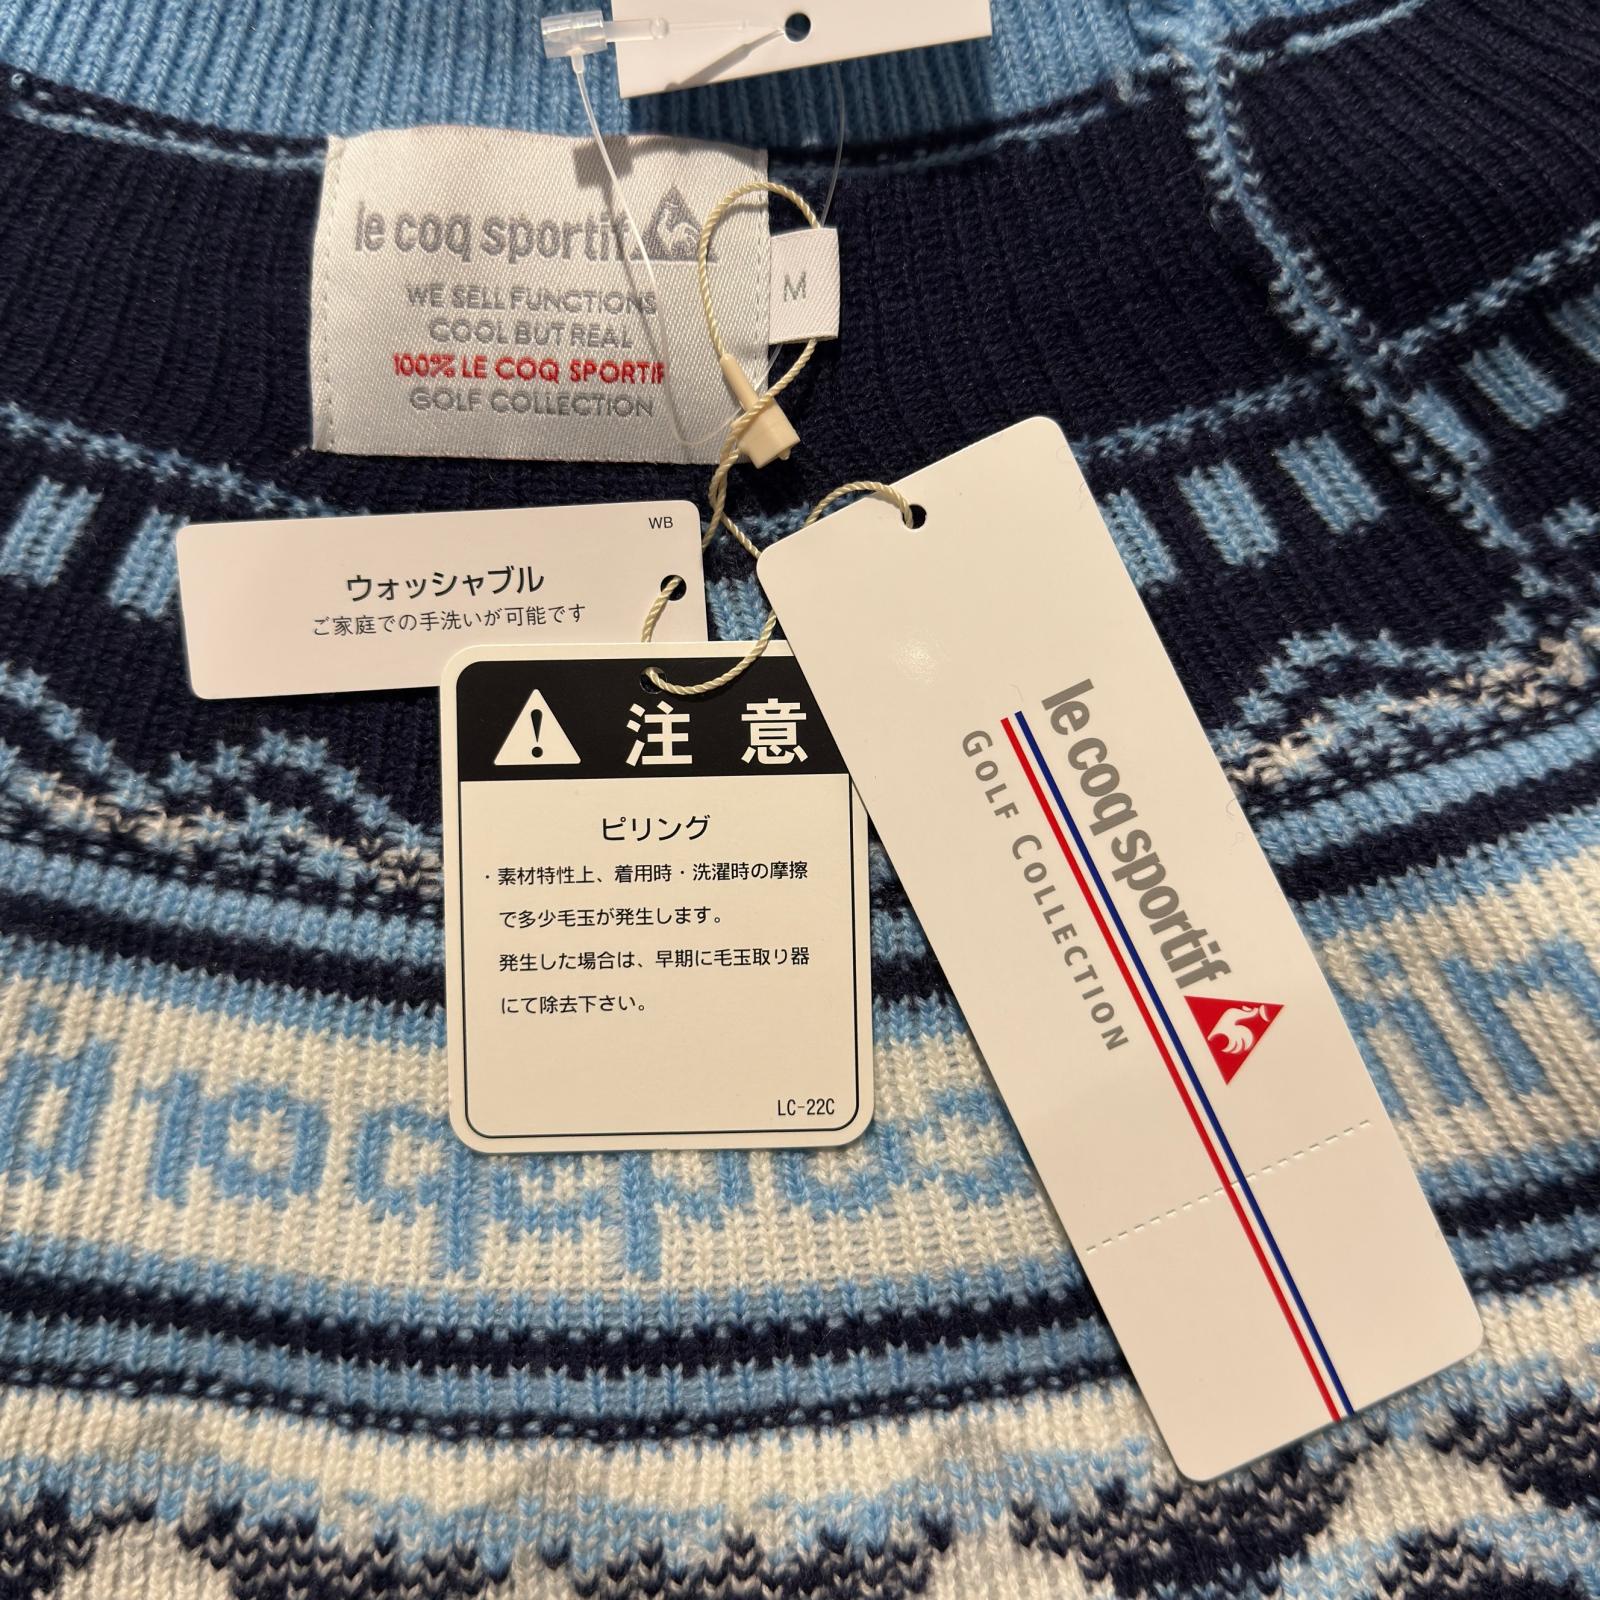 le coq sportif
WE SELL FUNCTIONS
COOL BUT REAL
100% LE COQ SPORTIF
GOLF COLLECTION
M
WB
ウォッシャブル
ご家庭での手洗いが可能です
注意
ピリング
・素材特性上、着用時・洗濯時の摩擦
で多少毛玉が発生します。
発生した場合は、早期に毛玉取り器
にて除去下さい。
LC-22C
le coq sportif
GOLF COLLECTION